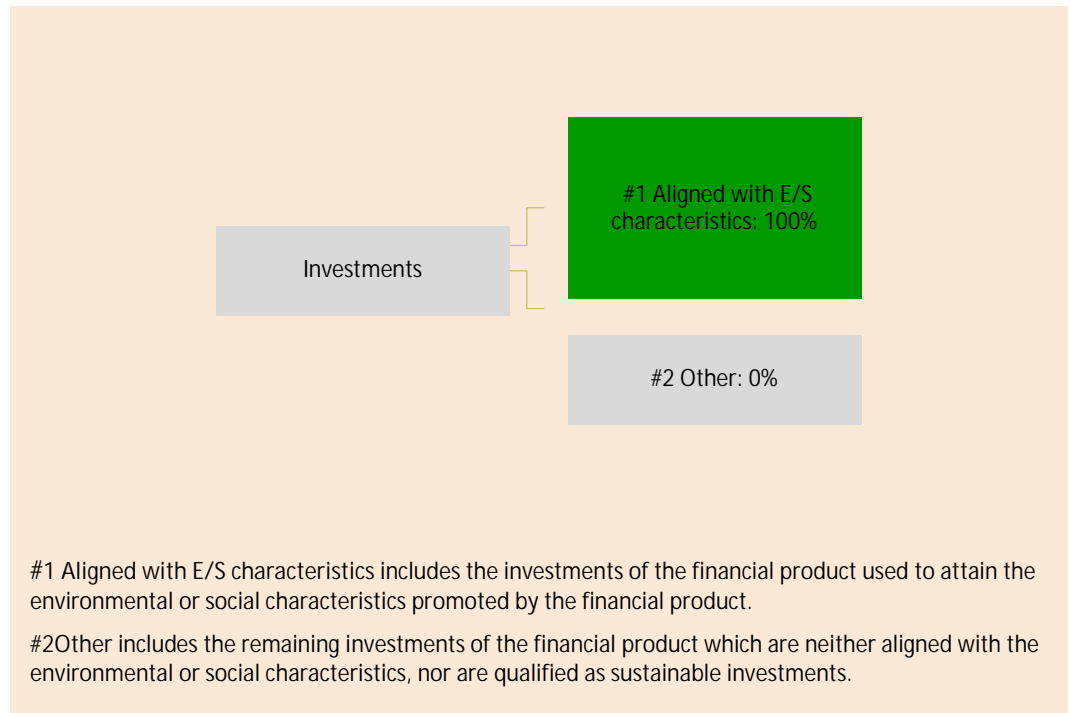 #1 Aligned with E/S
characteristics: 100%
Investments
#2 Other: 0%
#1 Aligned with E/S characteristics includes the investments of the financial product used to attain the
environmental or social characteristics promoted by the financial product.
#2Other includes the remaining investments of the financial product which are neither aligned with the
environmental or social characteristics, nor are qualified as sustainable investments.